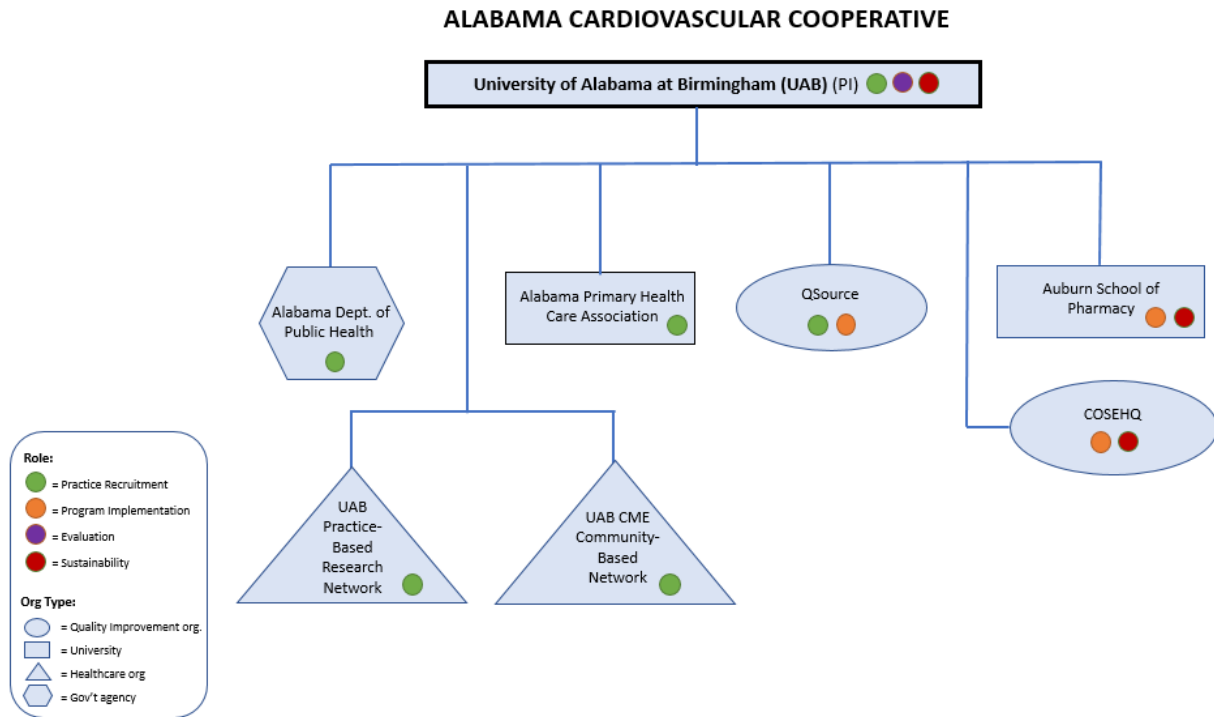 ALABAMA CARDIOVASCULAR COOPERATIVE
University of Alabama at Birmingham (UAB) (PI)
Alabama Dept. of
Public Health
Alabama Primary Health
Care Association
QSource
Auburn School of
Pharmacy
COSEHQ
UAB
Practice-
Based
Research
Network
UAB CME
Community-
Based
Network
Role:
= Practice Recruitment
= Program Implementation
= Evaluation
= Sustainability
Org Type:
= Quality Improvement org.
= University
= Healthcare org
= Gov't agency